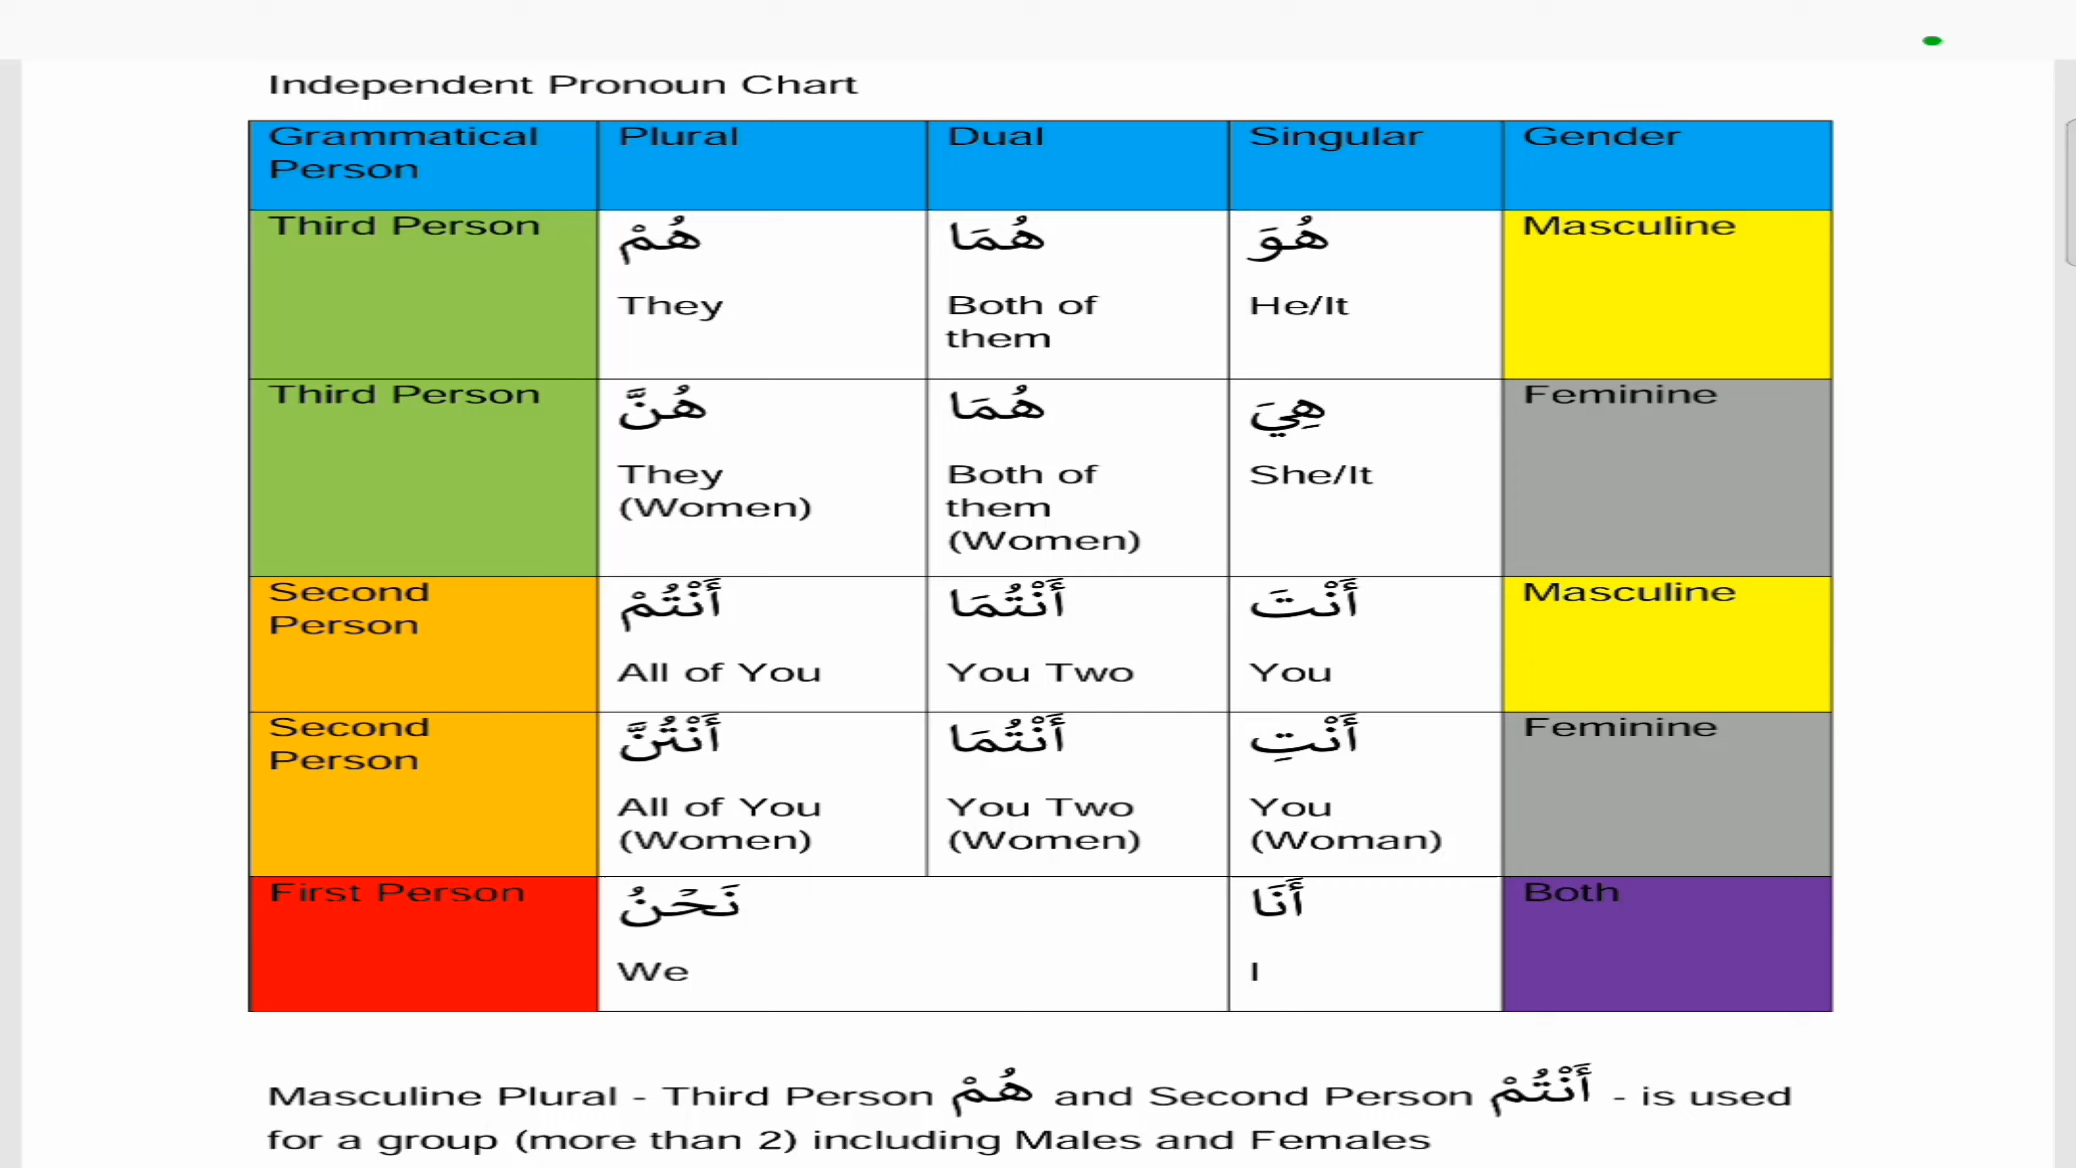 Independent Pronoun Chart
Grammatical Person
Plural
Dual
Singular
Gender
Third Person
هُمْ
They
هُمَا
Both of
them
هُوَ
He/It
Masculine
Third Person
هُنَّ
They
(Women)
هُمَا
Both of
them
(Women)
هِيَ
She/It
Feminine
Second
Person
أَنْتُمْ
All of You
أَنْتُمَا
You Two
أَنْتَ
You
Masculine
Second
Person
أَنْتُنَّ
All of You
(Women)
أَنْتُمَا
You Two
(Women)
أَنْتِ
You
(Woman)
Feminine
First Person
نَحْنُ
We
أَنَا
I
Both
Masculine Plural - Third Person هُمْ and Second Person أَنْتُمْ - is used
for a group (more than 2) including Males and Females